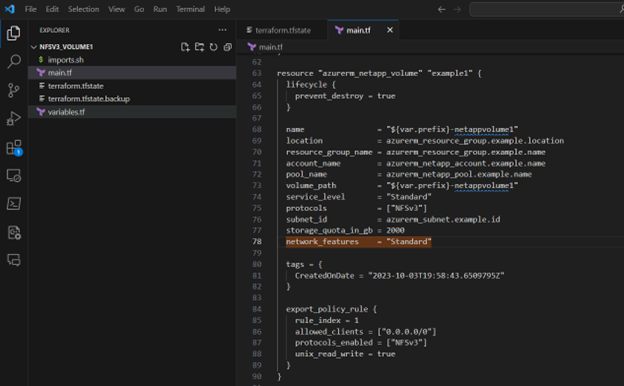 File Edit Selection View Go Run Terminal Help
EXPLORER
NFSV3_VOLUME1
$ imports.sh
main.tf
terraform.tfstate
terraform.tfstate.backup
variables.tf
1
terraform.tfstate
main.tf
main.tf
62
63 resource "azurerm_netapp_volume" "example1" {
64 lifecycle {
65 prevent_destroy = true
66 }
67
68 name = "${var.prefix}-netappvolume1"
69 location = azurerm_resource_group.example.location
70 resource_group_name = azurerm_resource_group.example.name
71 account_name = azurerm_netapp_account.example.name
72 pool_name = azurerm_netapp_pool.example.name
73 volume_path = "${var.prefix}-netappvolume1"
74 service_level = "Standard"
75 protocols = ["NFSv3"]
76 subnet_id = azurerm_subnet.example.id
77 storage_quota_in_gb = 2000
78 network_features = "Standard"
79
80 tags = {
81 CreatedOnDate = "2023-10-03T19:58:43.6509795Z"
82 }
83
84 export_policy_rule {
85 rule_index = 1
86 allowed_clients = ["0.0.0.0/0"]
87 protocols_enabled = ["NFSv3"]
88 unix_read_write = true
89 }
90 }